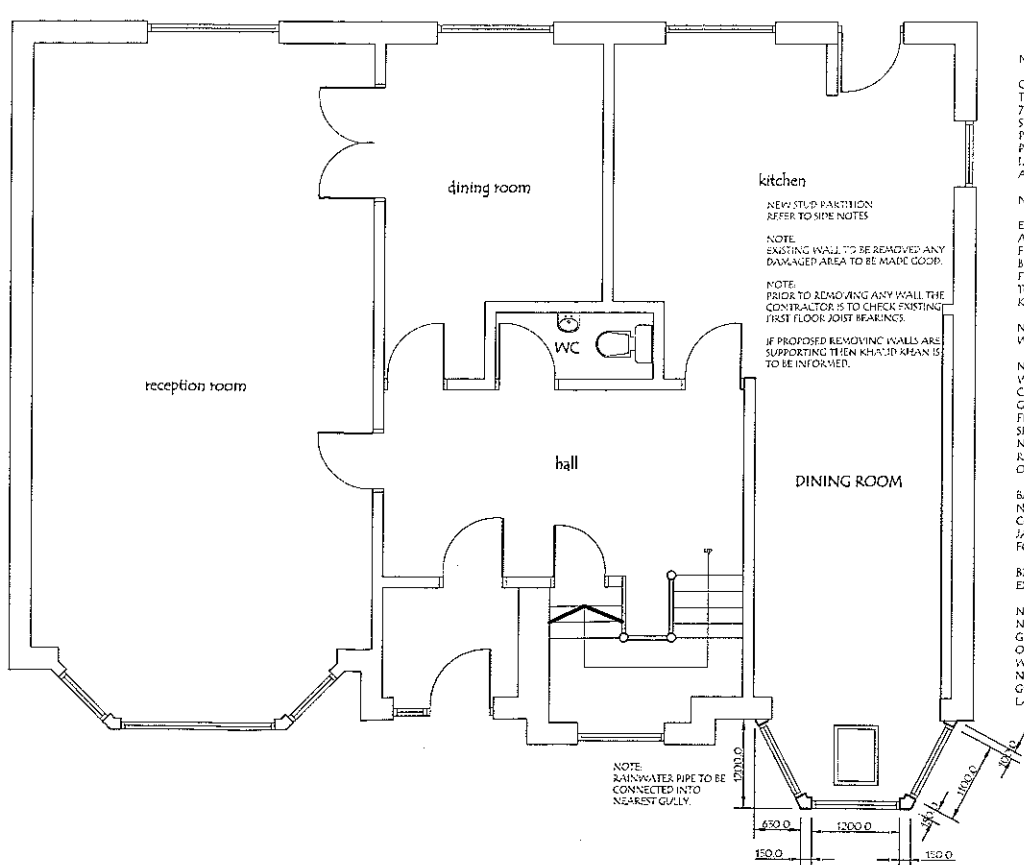 dining room
kitchen
NEW STUD PARTITION
REFER TO SIDE NOTES
NOTE
EXISTING WALL TO BE REMOVED ANY
DAMAGED AREA TO BE MADE GOOD.
NOTE:
PRIOR TO REMOVING ANY WALL THE
CONTRACTOR IS TO CHECK EXISTING
FIRST FLOOR JOIST BEARINGS.
IF PROPOSED REMOVING WALLS ARE
SUPPORTING THEN KHALID KHAN IS
TO BE INFORMED.
WC
reception room
hall
DINING ROOM
NOTE:
RAINWATER PIPE TO BE
CONNECTED INTO
NEAREST GULLY.
1200.0
630.0
1200.0
150.0
150.0
150.0
1100.0